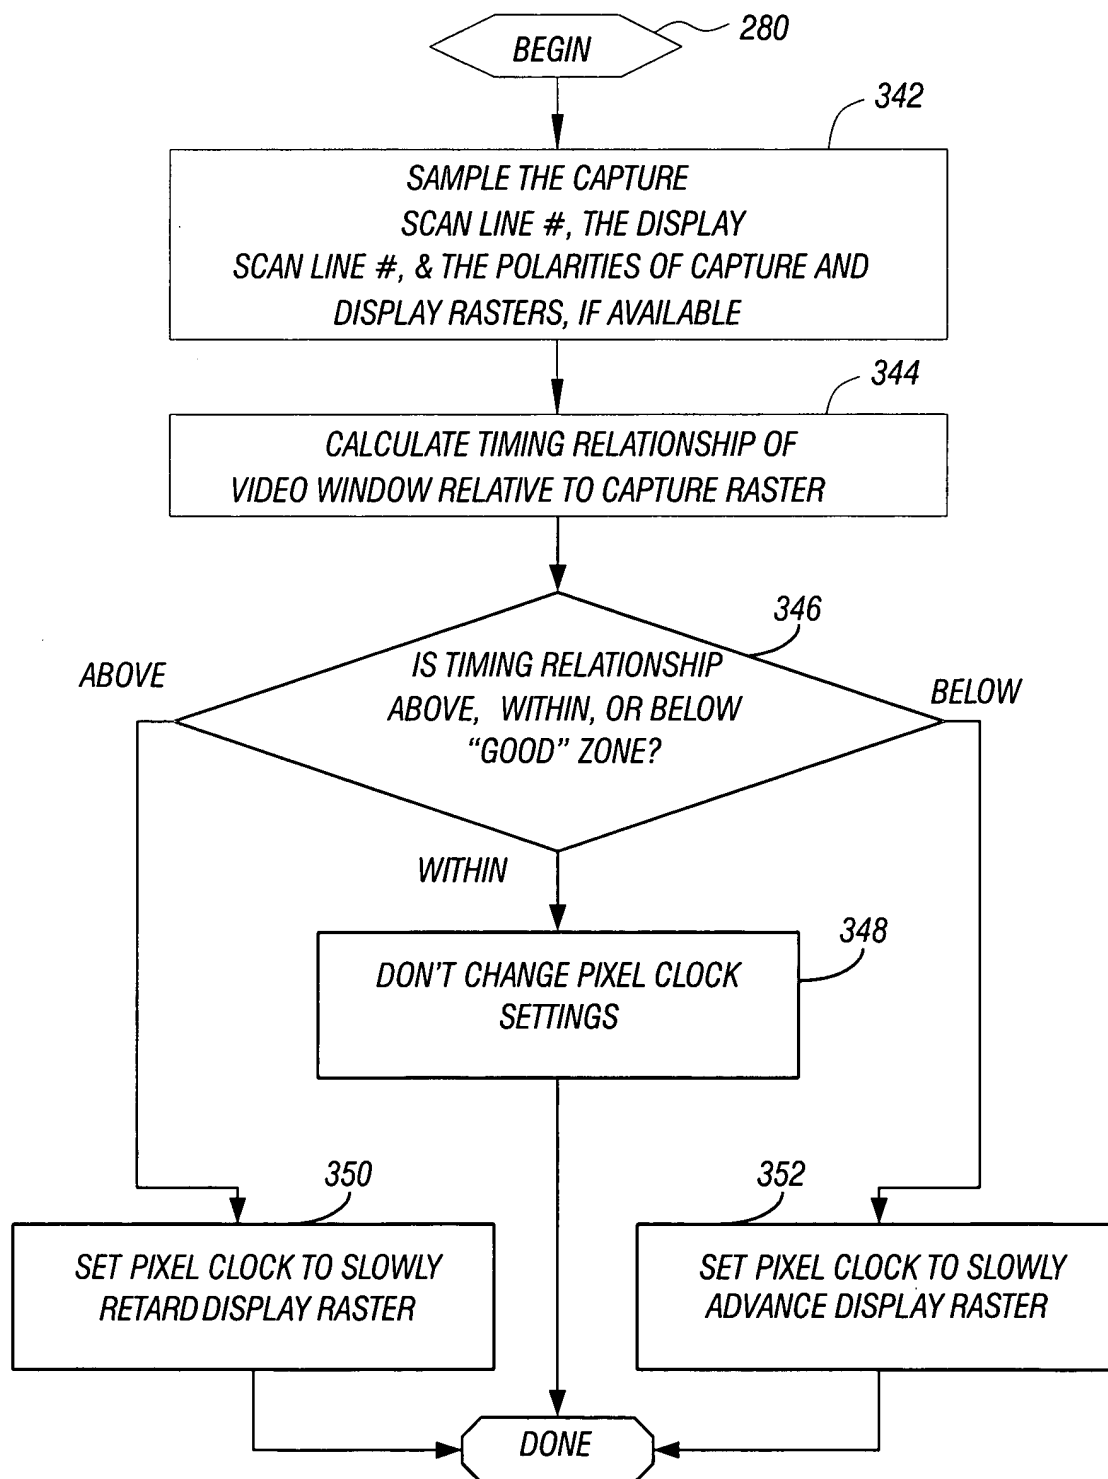 BEGIN
280
342
SAMPLE THE CAPTURE
SCAN LINE #, THE DISPLAY
SCAN LINE #, & THE POLARITIES OF CAPTURE AND
DISPLAY RASTERS, IF AVAILABLE
344
CALCULATE TIMING RELATIONSHIP OF
VIDEO WINDOW RELATIVE TO CAPTURE RASTER
346
IS TIMING RELATIONSHIP
ABOVE, WITHIN, OR BELOW
“GOOD” ZONE?
ABOVE
BELOW
WITHIN
348
DON'T CHANGE PIXEL CLOCK
SETTINGS
350
SET PIXEL CLOCK TO SLOWLY
RETARD DISPLAY RASTER
352
SET PIXEL CLOCK TO SLOWLY
ADVANCE DISPLAY RASTER
DONE